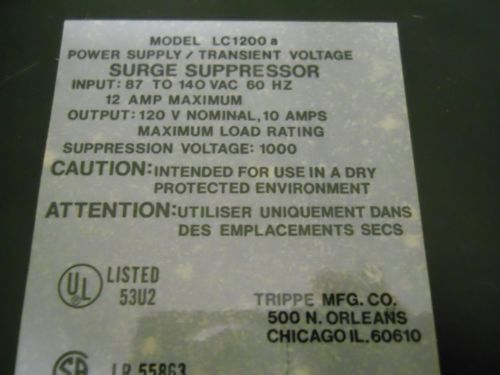 MODEL LC1200a
POWER SUPPLY / TRANSIENT VOLTAGE
SURGE SUPPRESSOR
INPUT: 87 TO 140 VAC 60 HZ
12 AMP MAXIMUM
OUTPUT: 120 V NOMINAL, 10 AMPS
MAXIMUM LOAD RATING
SUPPRESSION VOLTAGE: 1000
CAUTION: INTENDED FOR USE IN A DRY
PROTECTED ENVIRONMENT
ATTENTION: UTILISER UNIQUEMENT DANS
DES EMPLACEMENTS SECS
UL LISTED
53U2
TRIPPE MFG. CO.
500 N. ORLEANS
CHICAGO IL. 60610
SA LR 55863